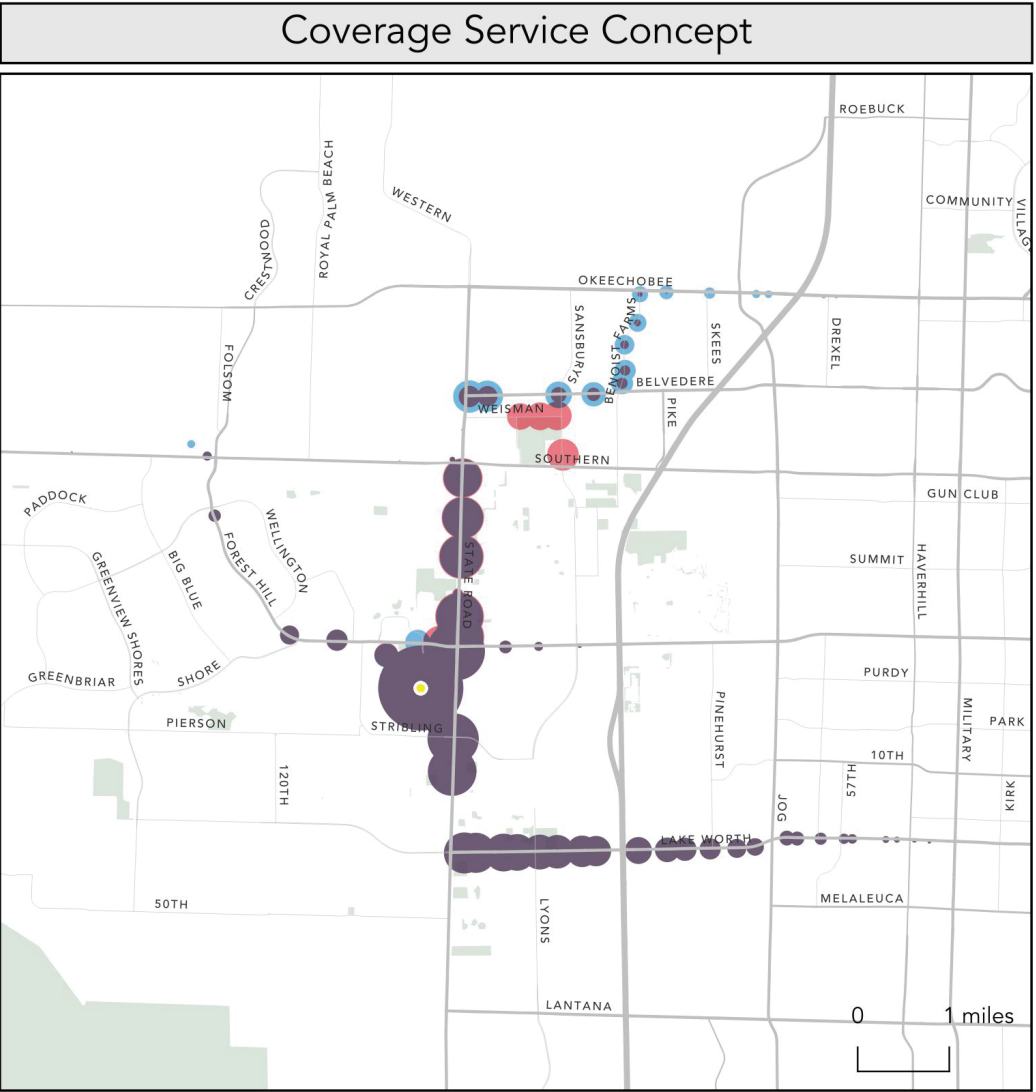 Coverage Service Concept
ROEBUCK
ROYAL PALM BEACH
WESTERN
COMMUNITY
VILLAG
CRESTWOOD
OKEECHOBEE
SANSBURYS
BENOIST FARMS
SKEES
DREXEL
FOLSOM
BELVEDERE
WEISMAN
PIKE
SOUTHERN
PADDOCK
GUN CLUB
WELLINGTON
FOREST HILL
BIG BLUE
GREENVIEW SHORES
STATE ROAD
SUMMIT
HAVERHILL
GREENBRIAR
SHORE
PURDY
PIERSON
STRIBLING
PINEHURST
MILITARY
PARK
10TH
120TH
57TH
KIRK
JOG
LAKE WORTH
50TH
LYONS
MELALEUCA
LANTANA
0 1 miles